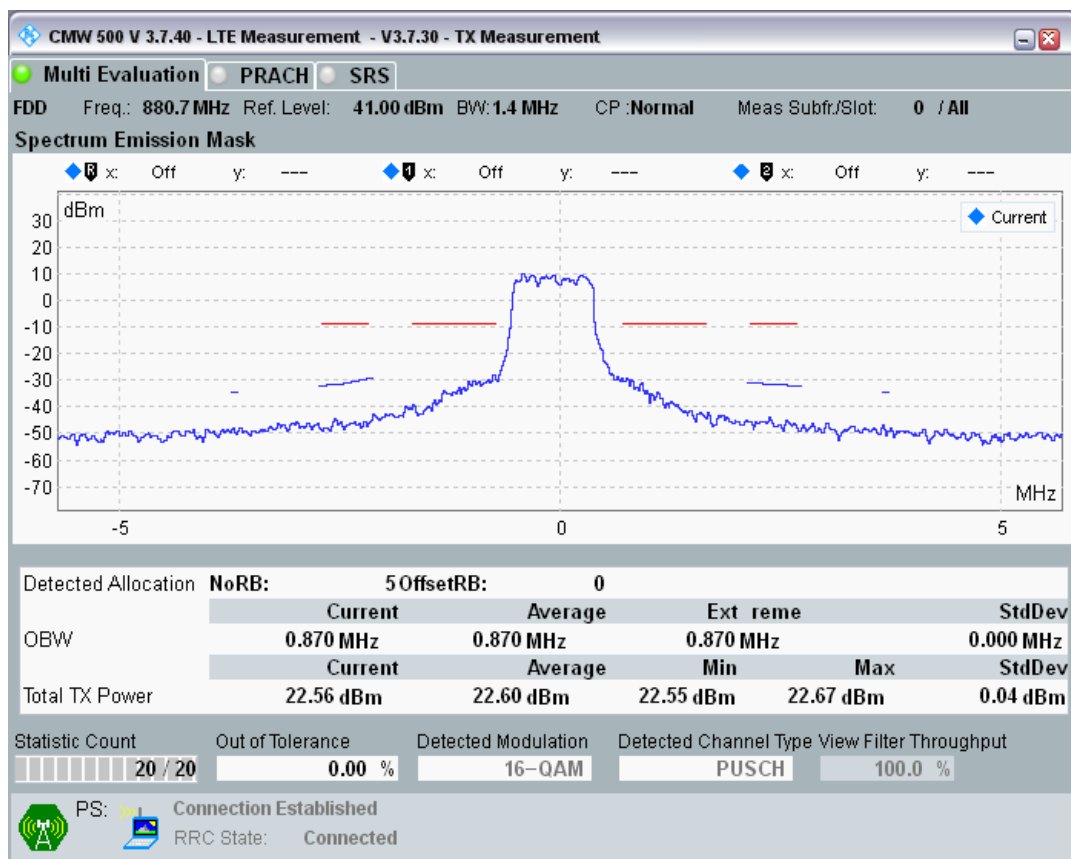 CMW 500 V 3.7.40 - LTE Measurement - V3.7.30 - TX Measurement
Multi Evaluation PRACH SRS
FDD Freq.: 880.7 MHz Ref. Level: 41.00 dBm BW: 1.4 MHz CP :Normal Meas Subfr./Slot: 0 / All
Spectrum Emission Mask
R x: Off y: --- 1 x: Off y: --- 2 x: Off y: ---
dBm
Current
30
20
10
0
-10
-20
-30
-40
-50
-60
-70
MHz
-5 0 5
Detected Allocation NoRB: 5 OffsetRB: 0
Current Average Ext reme StdDev
OBW 0.870 MHz 0.870 MHz 0.870 MHz 0.000 MHz
Current Average Min Max StdDev
Total TX Power 22.56 dBm 22.60 dBm 22.55 dBm 22.67 dBm 0.04 dBm
Statistic Count Out of Tolerance Detected Modulation Detected Channel Type View Filter Throughput
20 / 20 0.00 % 16-QAM PUSCH 100.0 %
PS: Connection Established
RRC State: Connected